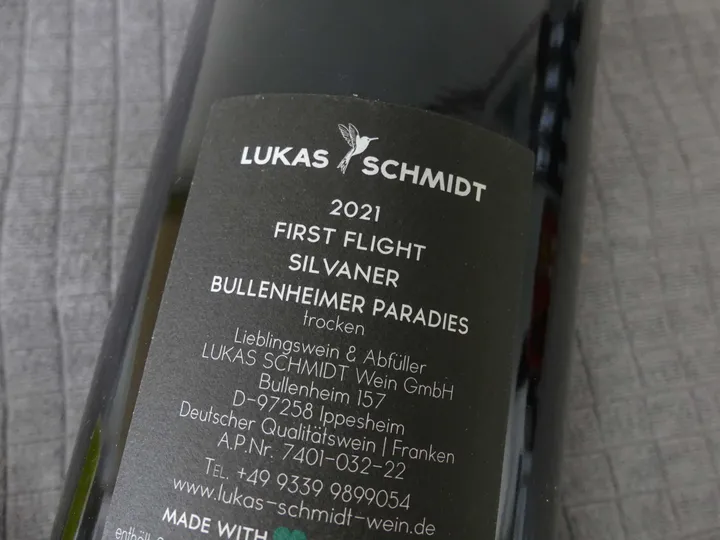 LUKAS SCHMIDT
2021
FIRST FLIGHT
SILVANER
BULLENHEIMER PARADIES
trocken
Lieblingswein & Abfüller
LUKAS SCHMIDT Wein GmbH
Bullenheim 157
D-97258 Ippesheim
Deutscher Qualitätswein | Franken
A.P.Nr. 7401-032-22
TEL. +49 9339 9899054
www.lukas-schmidt-wein.de
MADE WITH
enthält